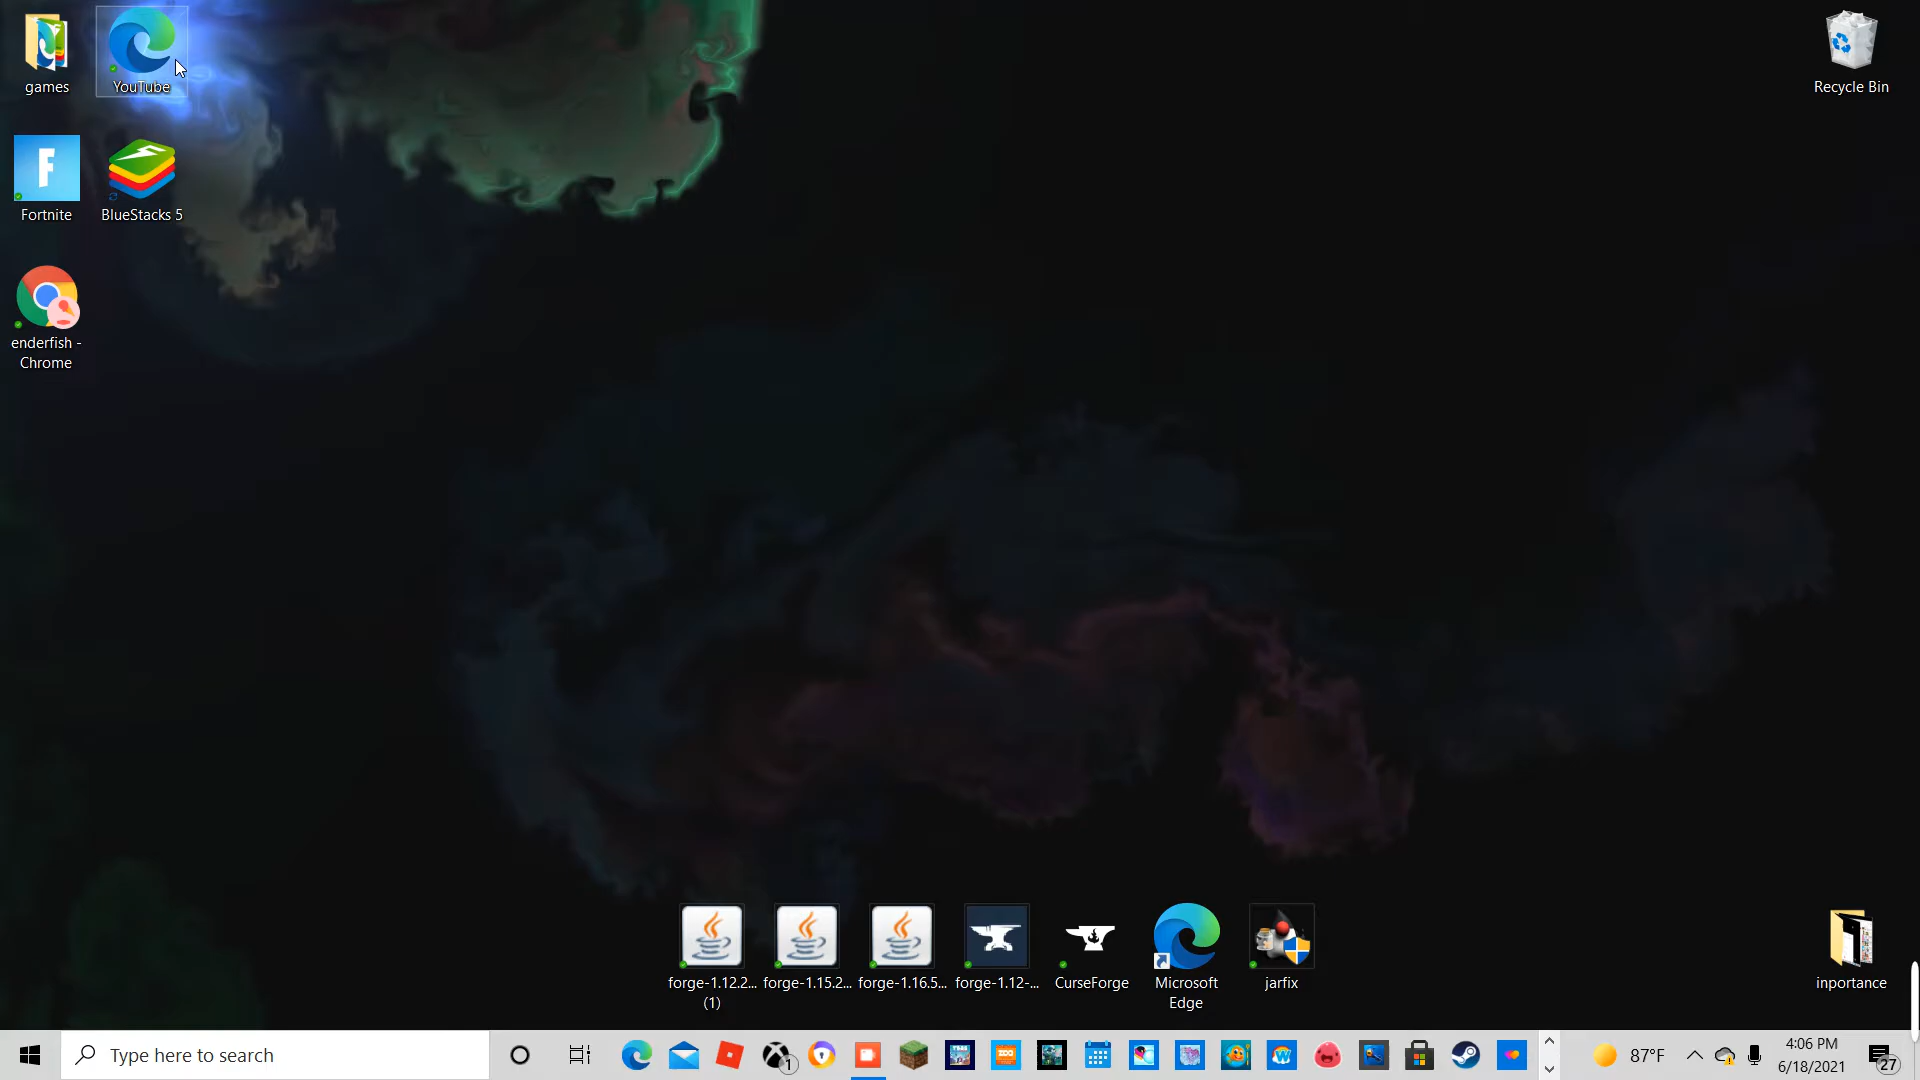 games
YouTube
Recycle Bin
F
Fortnite
BlueStacks 5
enderfish -
Chrome
forge-1.12.2...
(1)
forge-1.15.2...
forge-1.16.5...
forge-1.12-...
CurseForge
Microsoft
Edge
jarfix
inportance
Type here to search
1
ZOO
87°F
4:06 PM
6/18/2021
27